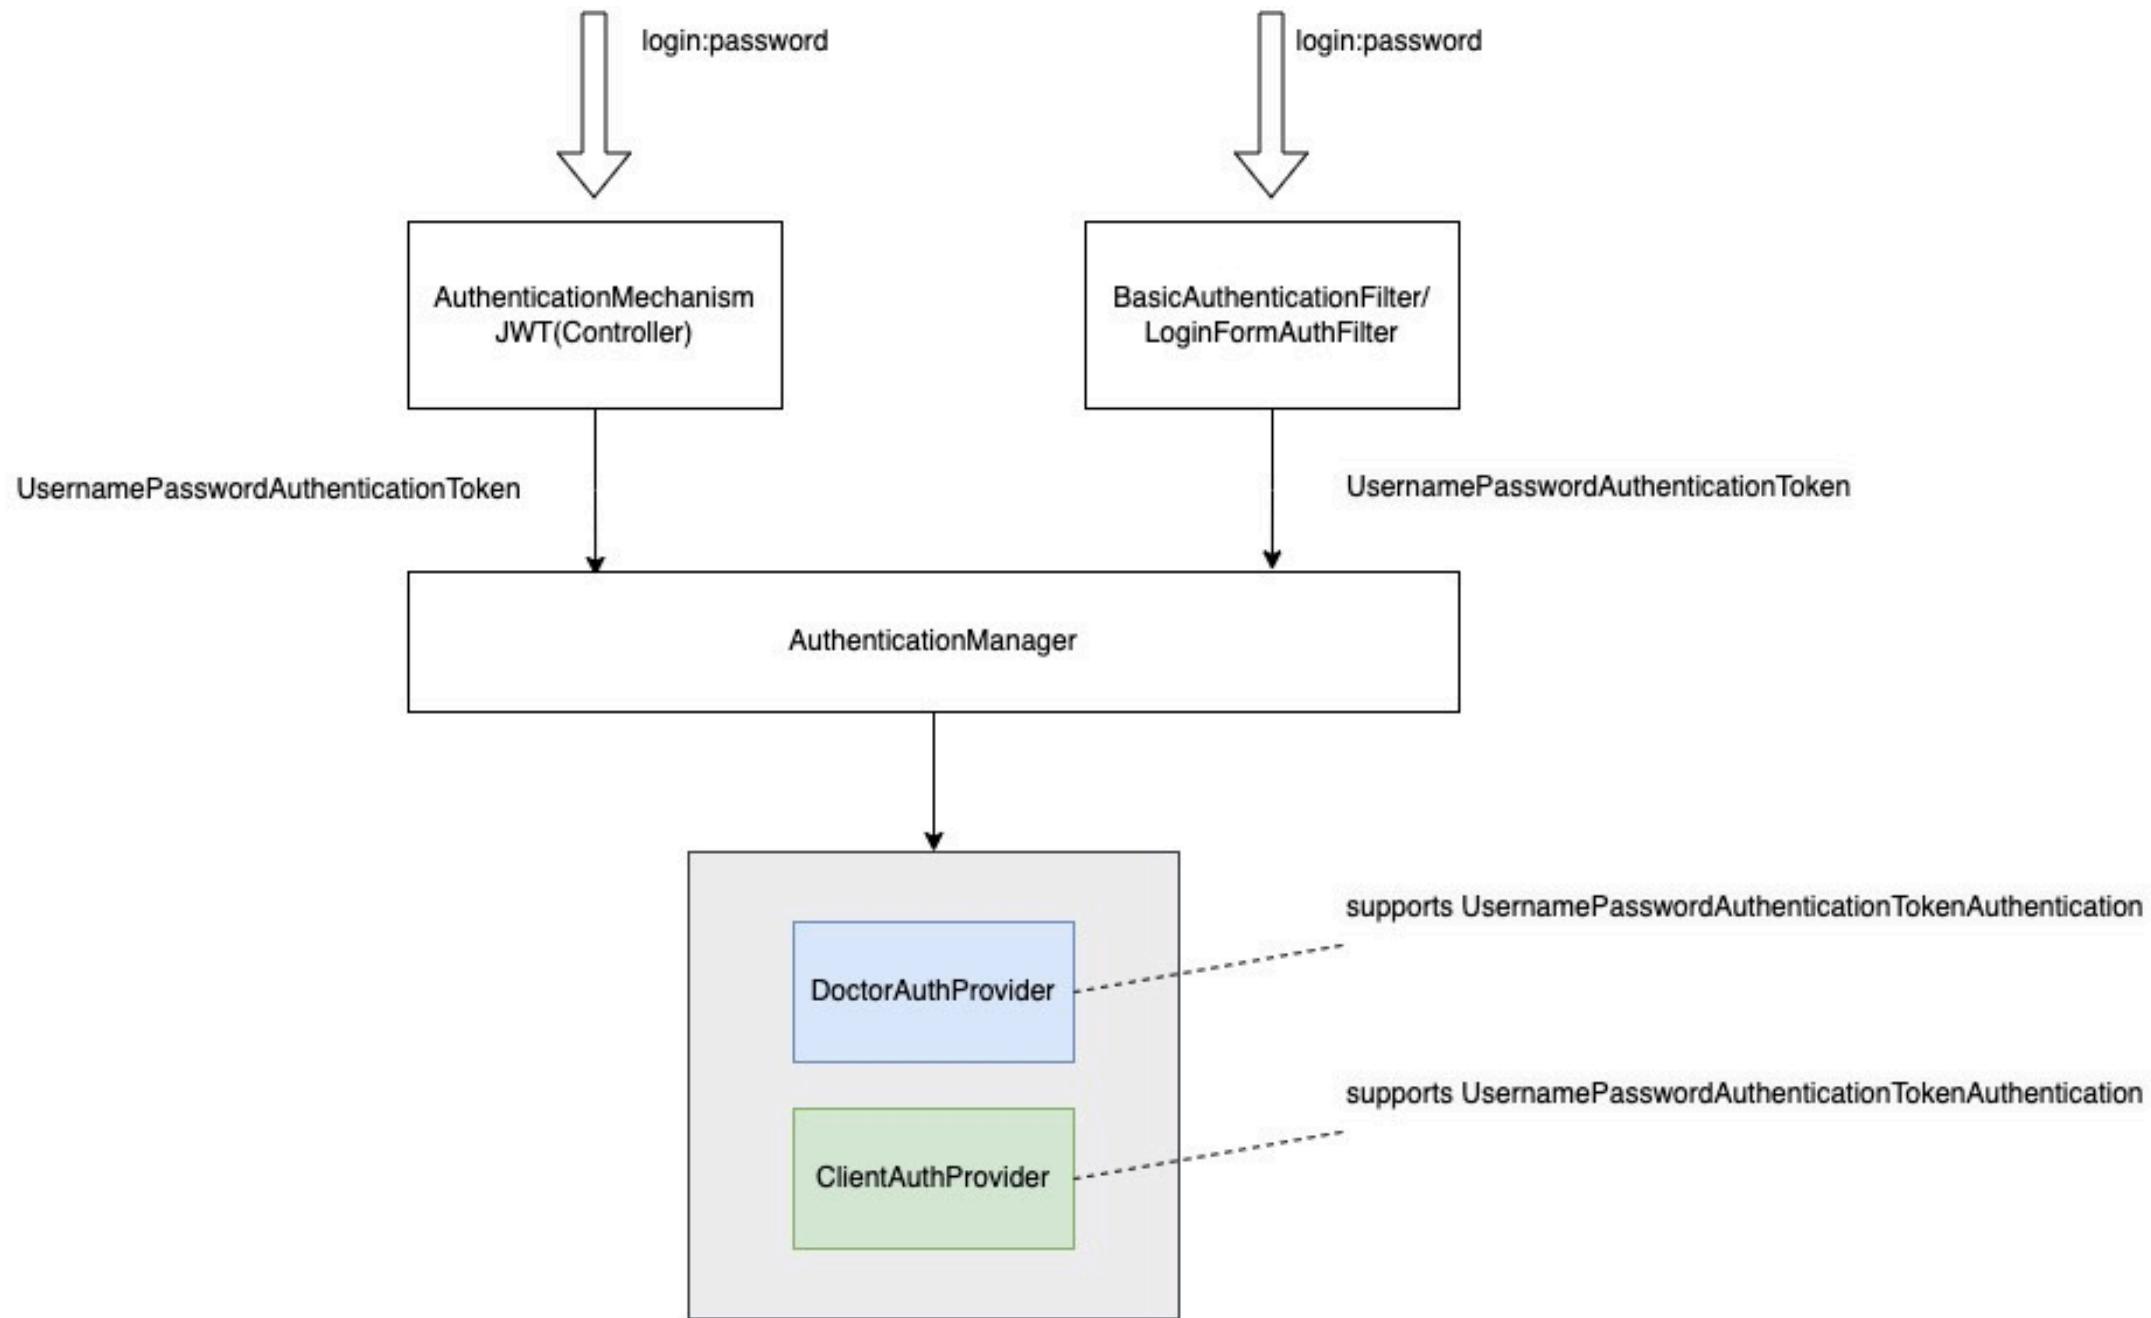 login:password
login:password
AuthenticationMechanism
JWT(Controller)
BasicAuthenticationFilter/
LoginFormAuthFilter
UsernamePasswordAuthenticationToken
UsernamePasswordAuthenticationToken
AuthenticationManager
supports UsernamePasswordAuthenticationTokenAuthentication
DoctorAuthProvider
supports UsernamePasswordAuthenticationTokenAuthentication
ClientAuthProvider